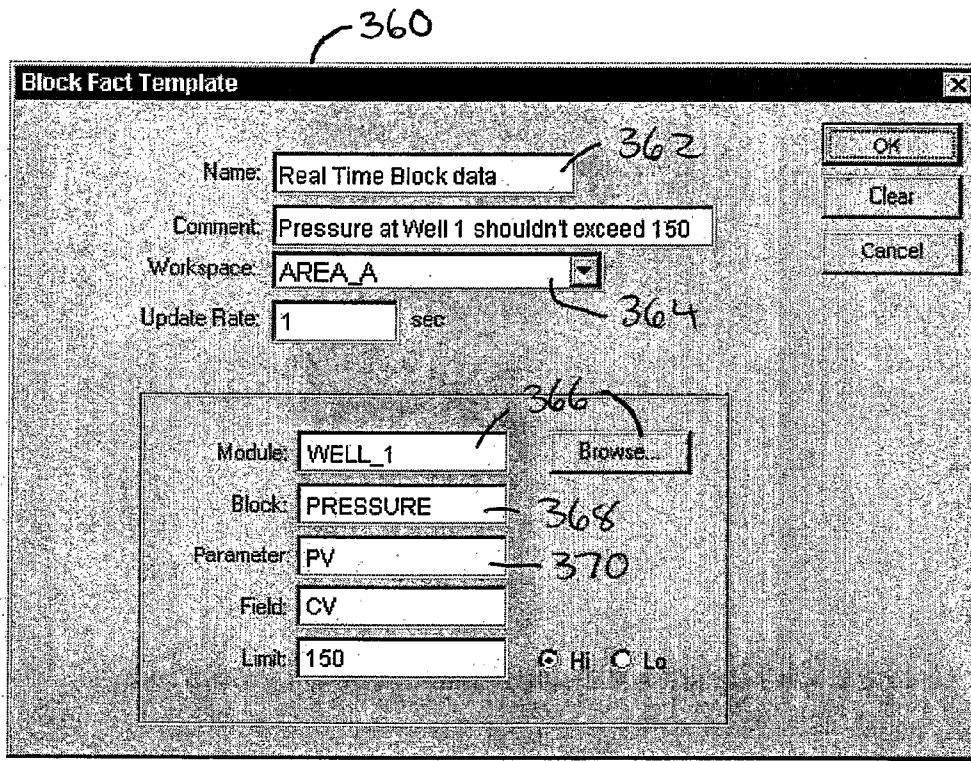 360
Block Fact Template
Name: Real Time Block data 362
OK
Clear
Comment: Pressure at Well 1 shouldn't exceed 150
Cancel
Workspace: AREA_A 364
Update Rate: 1 sec
366
Module: WELL_1 Browse...
Block: PRESSURE 368
Parameter PV 370
Field: CV
Limit: 150 Hi Lo